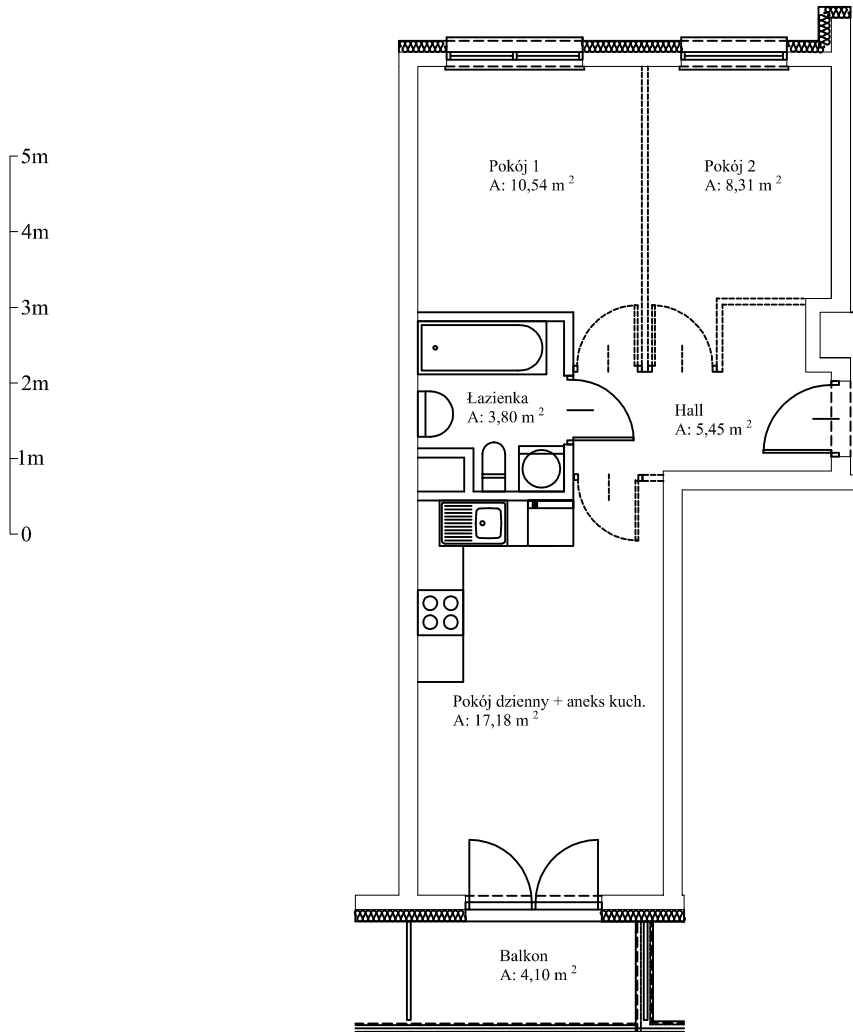 5m
4m
3m
2m
1m
0
Pokój 1
A: 10,54 m 2
Pokój 2
A: 8,31 m 2
Łazienka
A: 3,80 m 2
Hall
A: 5,45 m 2
Pokój dzienny + aneks kuch.
A: 17,18 m 2
Balkon
A: 4,10 m 2